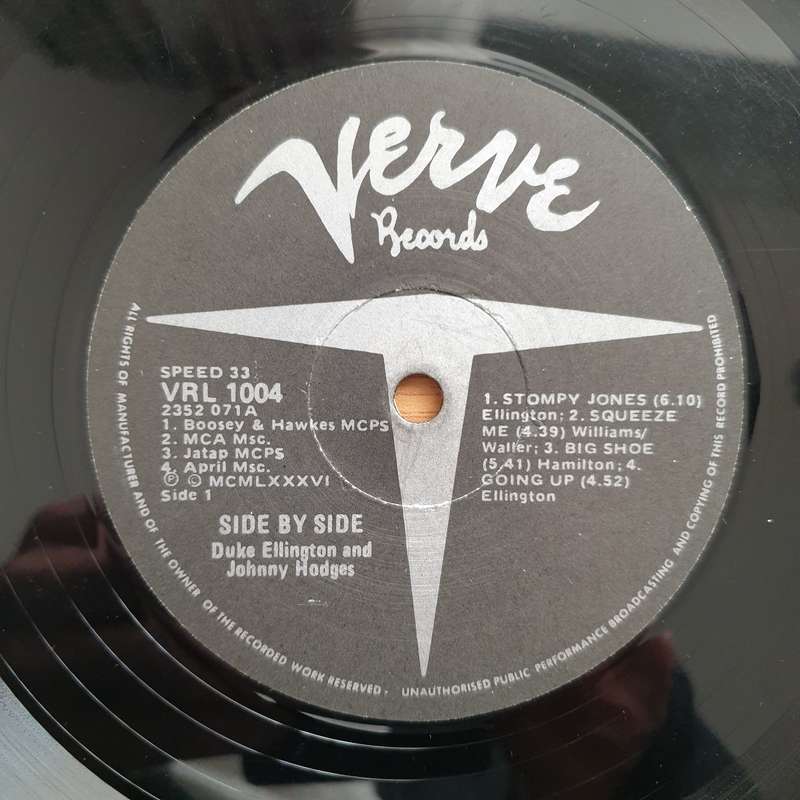 Verve
Records
SPEED 33
VRL 1004
2352 071A
1. Boosey & Hawkes MCPS
2. MCA Msc.
3. Jatap MCPS
4. April Msc.
Ⓟ © MCMLXXXVI
Side 1
SIDE BY SIDE
Duke Ellington and
Johnny Hodges
1. STOMPY JONES (6.10)
Ellington; 2. SQUEEZE
ME (4.39) Williams/
Waller; 3. BIG SHOE
(5.41) Hamilton; 4.
GOING UP (4.52)
Ellington
ALL RIGHTS OF MANUFACTURER AND OF THE OWNER OF THE RECORDED WORK RESERVED · UNAUTHORISED PUBLIC PERFORMANCE BROADCASTING AND COPYING OF THIS RECORD PROHIBITED